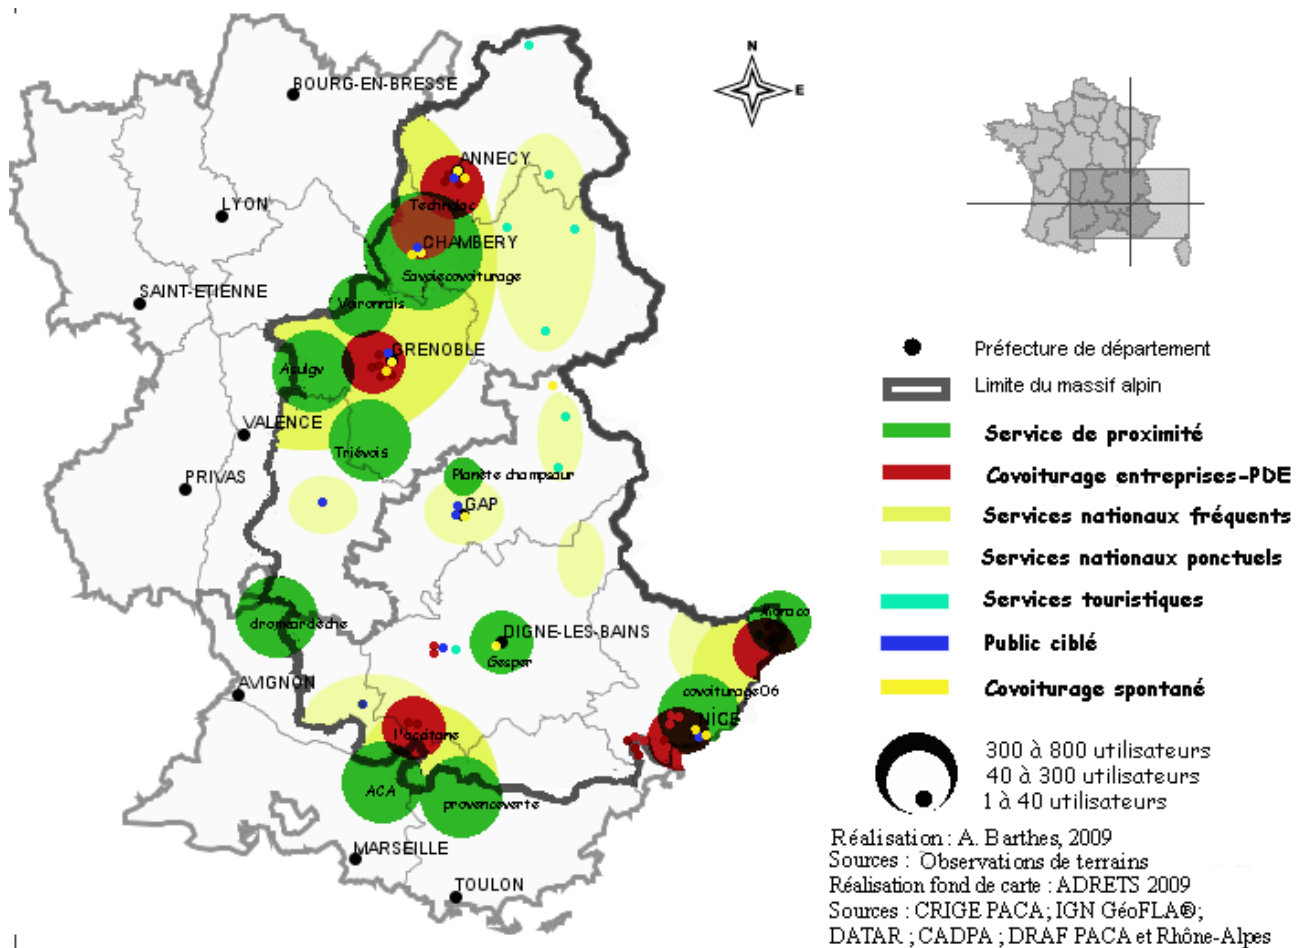 N
E
BOURG-EN-BRESSE
ANNECY
Technolac
LYON
CHAMBERY
Savoiecovoiturage
SAINT-ETIENNE
Voironnais
GRENOBLE
Asulgv
VALENCE
Trièvois
Planète champsaur
PRIVAS
GAP
dromardèche
DIGNE-LES-BAINS
Gesper
Monaco
AVIGNON
covoiturage06
NICE
l'occitane
ACA
provenceverte
MARSEILLE
TOULON
Préfecture de département
Limite du massif alpin
Service de proximité
Covoiturage entreprises-PDE
Services nationaux fréquents
Services nationaux ponctuels
Services touristiques
Public ciblé
Covoiturage spontané
300 à 800 utilisateurs
40 à 300 utilisateurs
1 à 40 utilisateurs
Réalisation : A. Barthes, 2009
Sources : Observations de terrains
Réalisation fond de carte : ADRETS 2009
Sources : CRIGE PACA; IGN GéoFLA®;
DATAR ; CADPA ; DRAF PACA et Rhône-Alpes